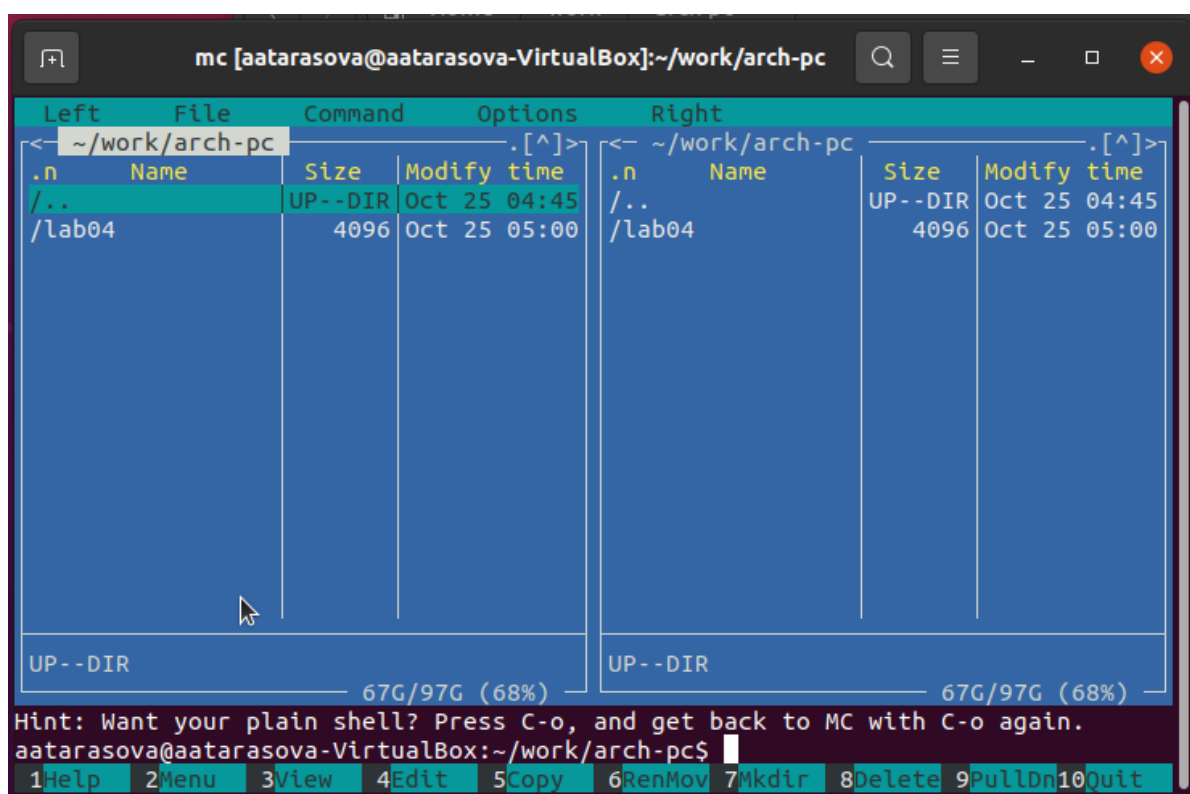 mc [aatarasova@aatarasova-VirtualBox]:~/work/arch-pc
Left File Command Options Right
<─ ~/work/arch-pc .[^]> <─ ~/work/arch-pc .[^]>
.n Name Size Modify time .n Name Size Modify time
/.. UP--DIR Oct 25 04:45 /.. UP--DIR Oct 25 04:45
/lab04 4096 Oct 25 05:00 /lab04 4096 Oct 25 05:00
UP--DIR UP--DIR
67G/97G (68%) 67G/97G (68%)
Hint: Want your plain shell? Press C-o, and get back to MC with C-o again.
aatarasova@aatarasova-VirtualBox:~/work/arch-pc$
1Help 2Menu 3View 4Edit 5Copy 6RenMov 7Mkdir 8Delete 9PullDn 10Quit